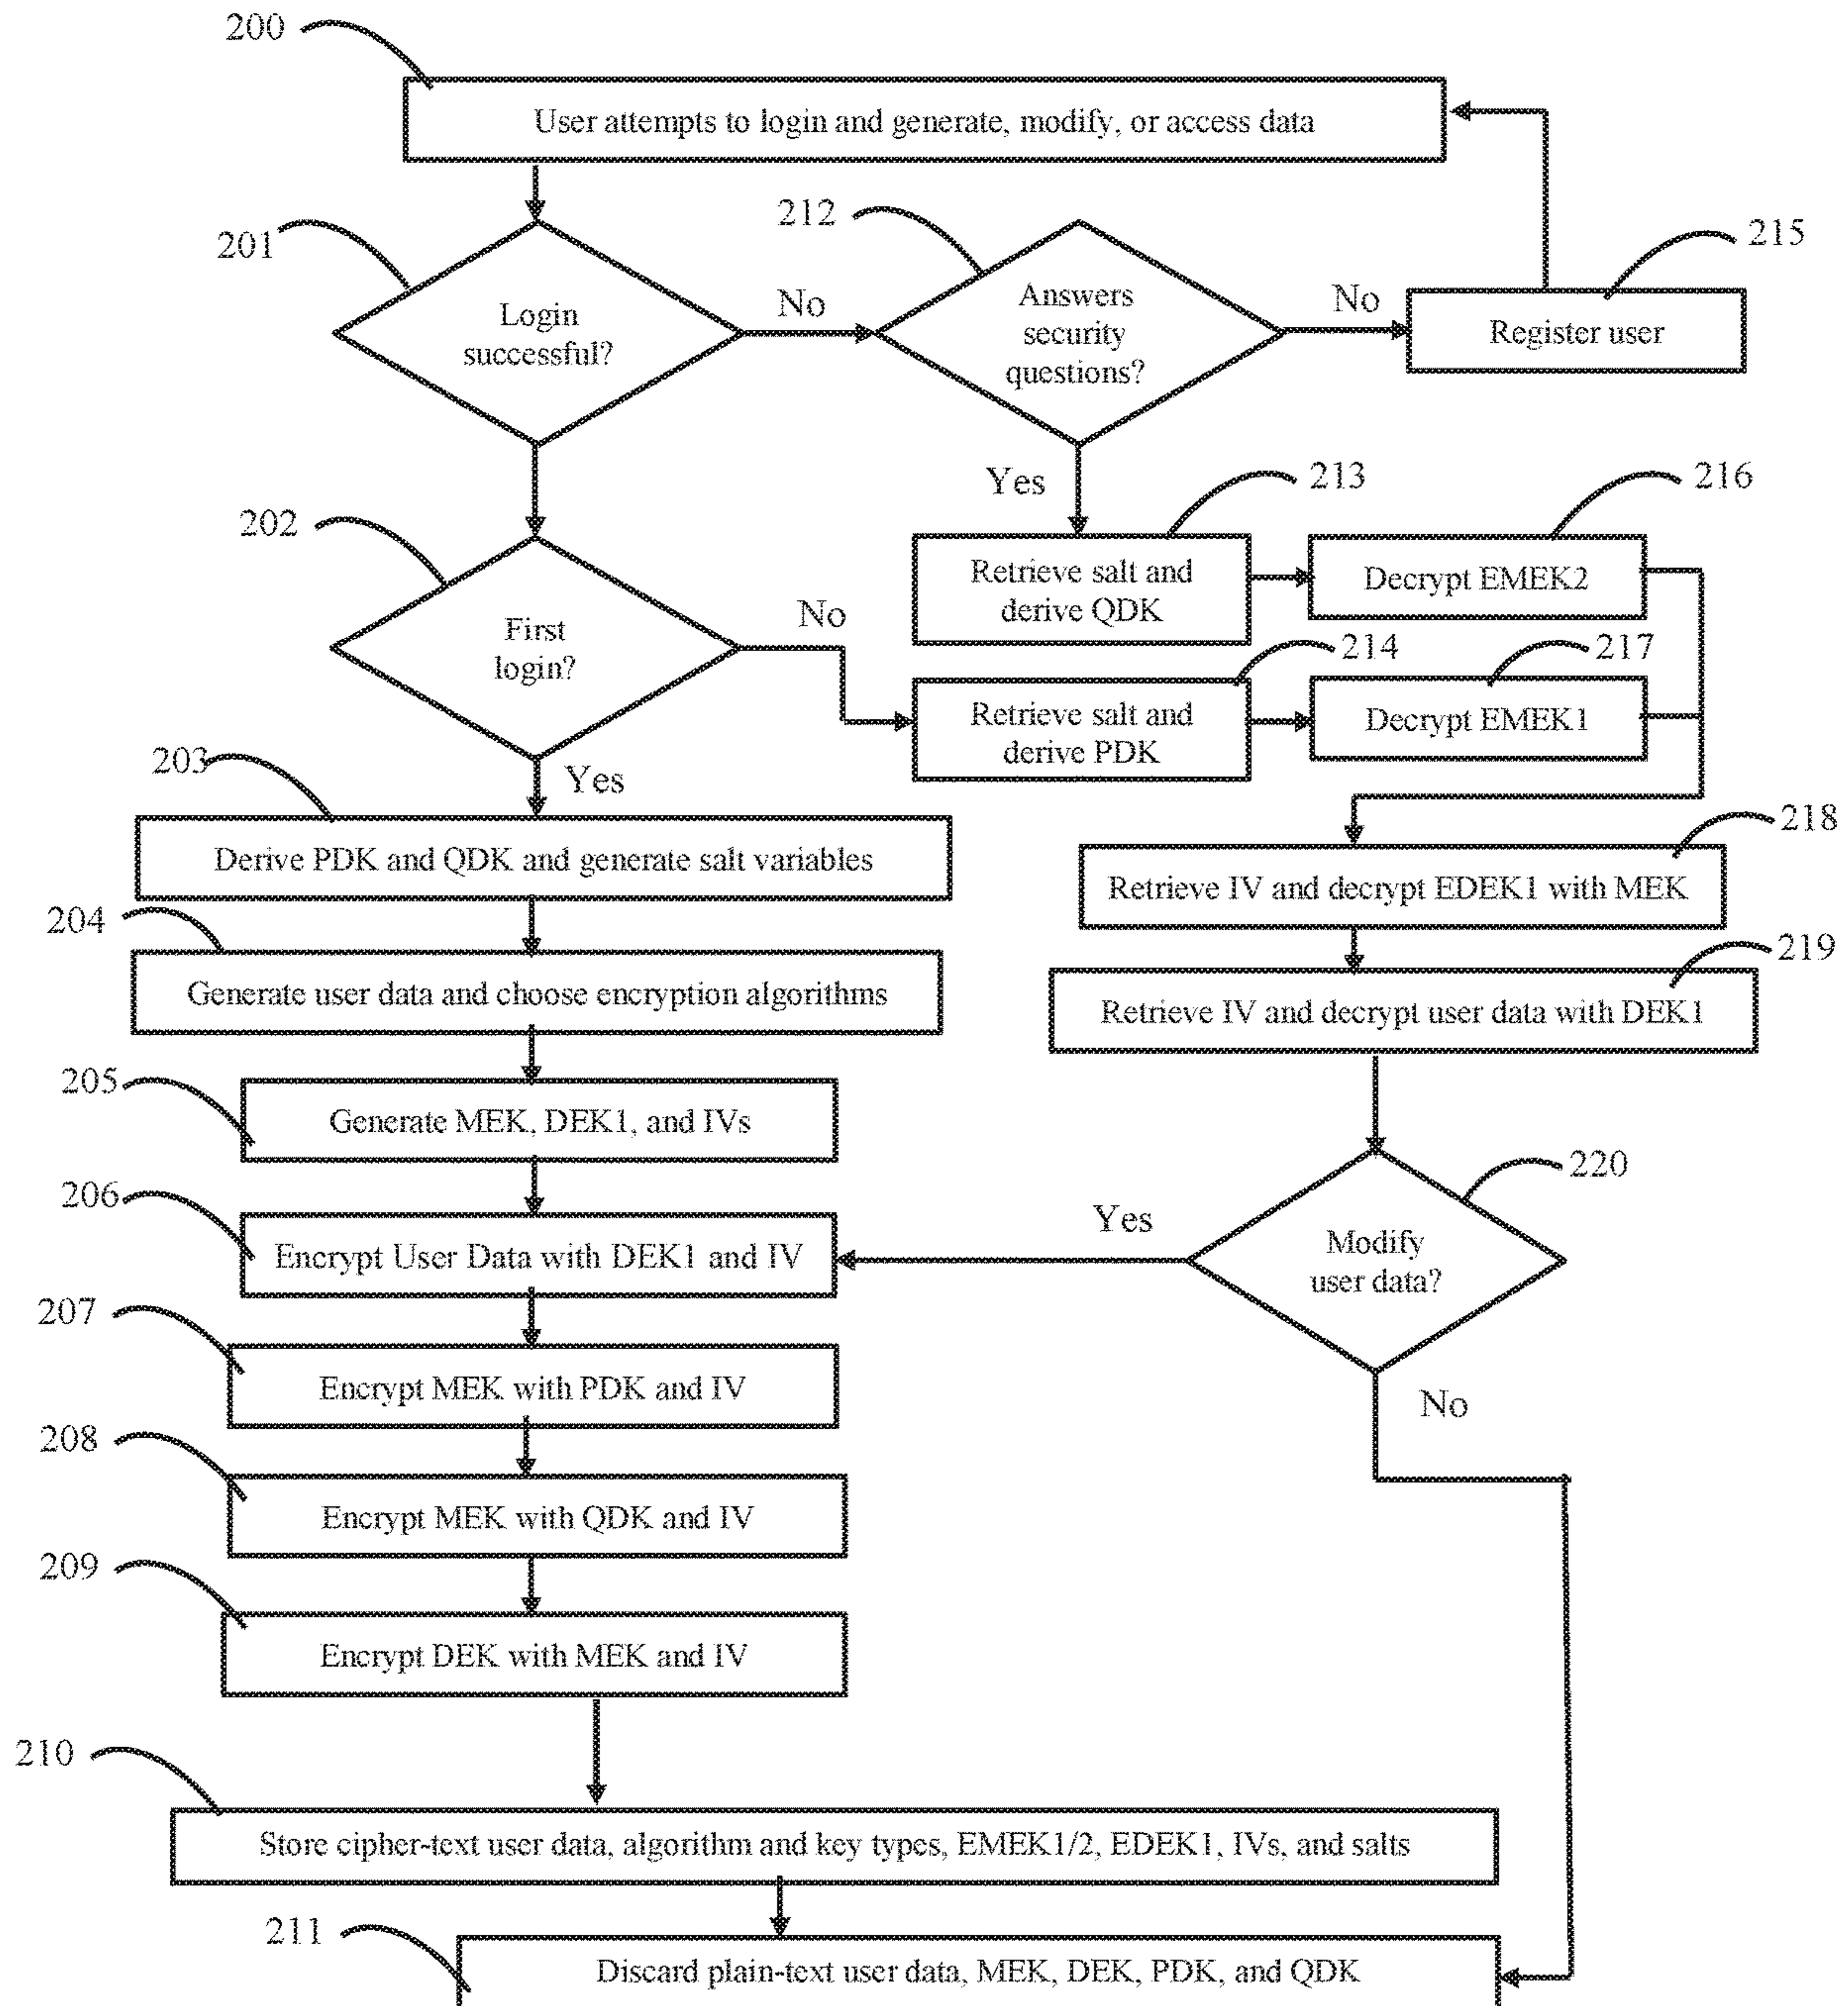 200
User attempts to login and generate, modify, or access data
201
Login
successful?
No
212
Answers
security
questions?
No
215
Register user
202
First
login?
No
Yes
213
Retrieve salt and
derive QDK
216
Decrypt EMEK2
214
Retrieve salt and
derive PDK
217
Decrypt EMEK1
203
Yes
Derive PDK and QDK and generate salt variables
218
Retrieve IV and decrypt EDEK1 with MEK
204
Generate user data and choose encryption algorithms
219
Retrieve IV and decrypt user data with DEK1
205
Generate MEK, DEK1, and IVs
206
Encrypt User Data with DEK1 and IV
Yes
220
Modify
user data?
No
207
Encrypt MEK with PDK and IV
208
Encrypt MEK with QDK and IV
209
Encrypt DEK with MEK and IV
210
Store cipher-text user data, algorithm and key types, EMEK1/2, EDEK1, IVs, and salts
211
Discard plain-text user data, MEK, DEK, PDK, and QDK